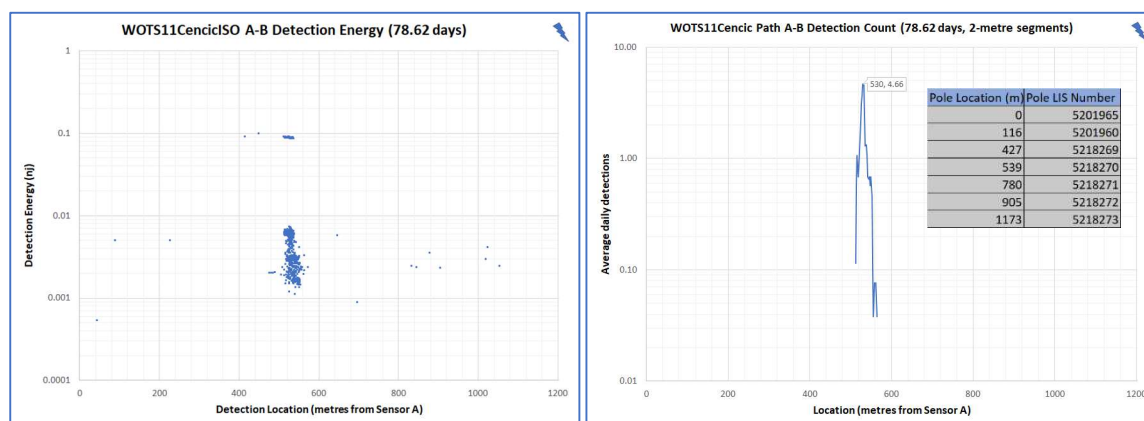 WOTS11CencicISO A-B Detection Energy (78.62 days)
1
0.1
0.01
0.001
0.0001
Detection Energy (nj)
0 200 400 600 800 1000 1200
Detection Location (metres from Sensor A)
WOTS11Cencic Path A-B Detection Count (78.62 days, 2-metre segments)
10.00
1.00
0.10
0.01
Average daily detections
530, 4.66
Pole Location (m) Pole LIS Number
0 5201965
116 5201960
427 5218269
539 5218270
780 5218271
905 5218272
1173 5218273
0 200 400 600 800 1000 1200
Location (metres from Sensor A)